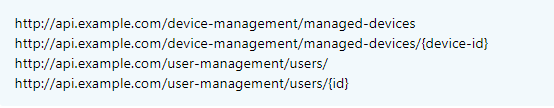 http://api.example.com/device-management/managed-devices
http://api.example.com/device-management/managed-devices/{device-id}
http://api.example.com/user-management/users/
http://api.example.com/user-management/users/{id}